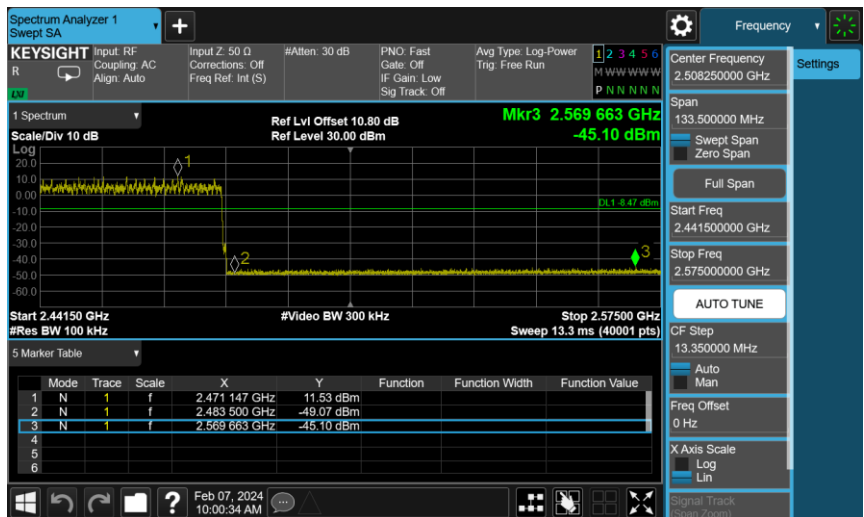 Spectrum Analyzer 1
Swept SA
Frequency
KEYSIGHT
R
LXI
Input: RF
Coupling: AC
Align: Auto
Input Z: 50 Ω
Corrections: Off
Freq Ref: Int (S)
#Atten: 30 dB
PNO: Fast
Gate: Off
IF Gain: Low
Sig Track: Off
Avg Type: Log-Power
Trig: Free Run
1 2 3 4 5 6
M W W W W W
P N N N N N
1 Spectrum
Scale/Div 10 dB
Ref Lvl Offset 10.80 dB
Ref Level 30.00 dBm
Mkr3 2.569 663 GHz
-45.10 dBm
Log
20.0
10.0
0.00
-10.0
-20.0
-30.0
-40.0
-50.0
-60.0
1
2
3
DL1 -8.47 dBm
Start 2.44150 GHz
#Video BW 300 kHz
Stop 2.57500 GHz
#Res BW 100 kHz
Sweep 13.3 ms (40001 pts)
5 Marker Table
Mode Trace Scale X Y Function Function Width Function Value
1 N 1 f 2.471 147 GHz 11.53 dBm
2 N 1 f 2.483 500 GHz -49.07 dBm
3 N 1 f 2.569 663 GHz -45.10 dBm
4
5
6
Feb 07, 2024
10:00:34 AM
?
Center Frequency
2.508250000 GHz
Span
133.500000 MHz
Swept Span
Zero Span
Full Span
Start Freq
2.441500000 GHz
Stop Freq
2.575000000 GHz
AUTO TUNE
CF Step
13.350000 MHz
Auto
Man
Freq Offset
0 Hz
X Axis Scale
Log
Lin
Signal Track
(Span Zoom)
Settings